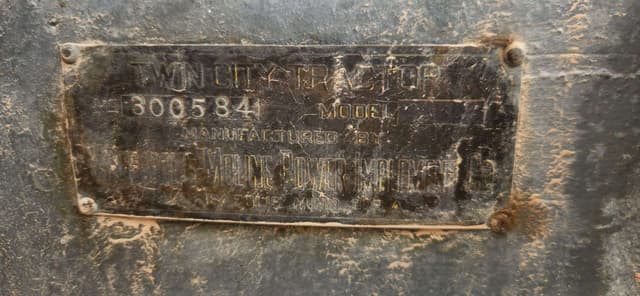 TWIN CITY TRACTOR
300584 MODEL
MANUFACTURED BY
MOLINE POWER IMPLEMENT CO